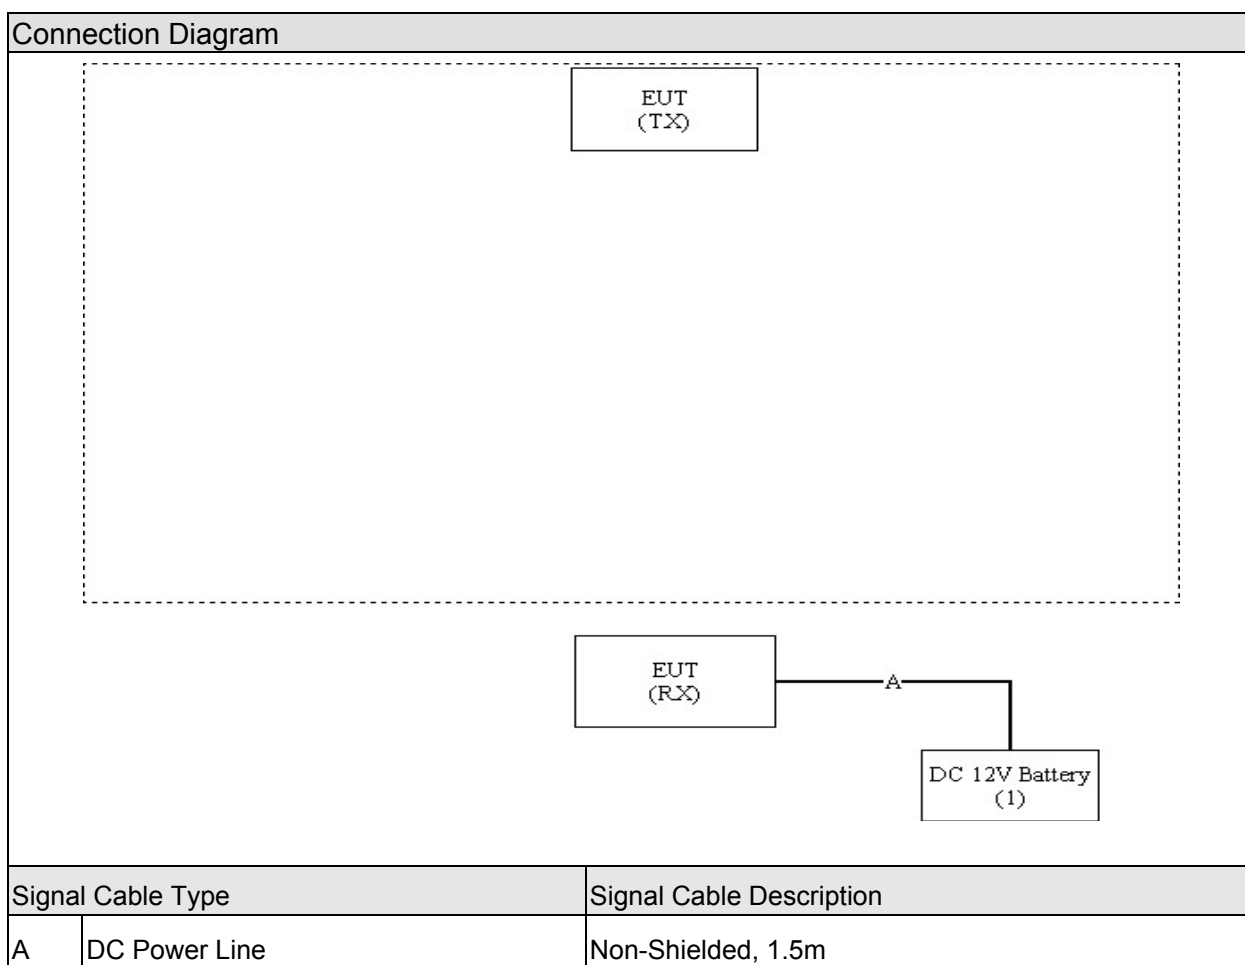 Connection Diagram
EUT
(TX)
EUT
(RX)
A
DC 12V Battery
(1)
Signal Cable Type Signal Cable Description
A DC Power Line Non-Shielded, 1.5m